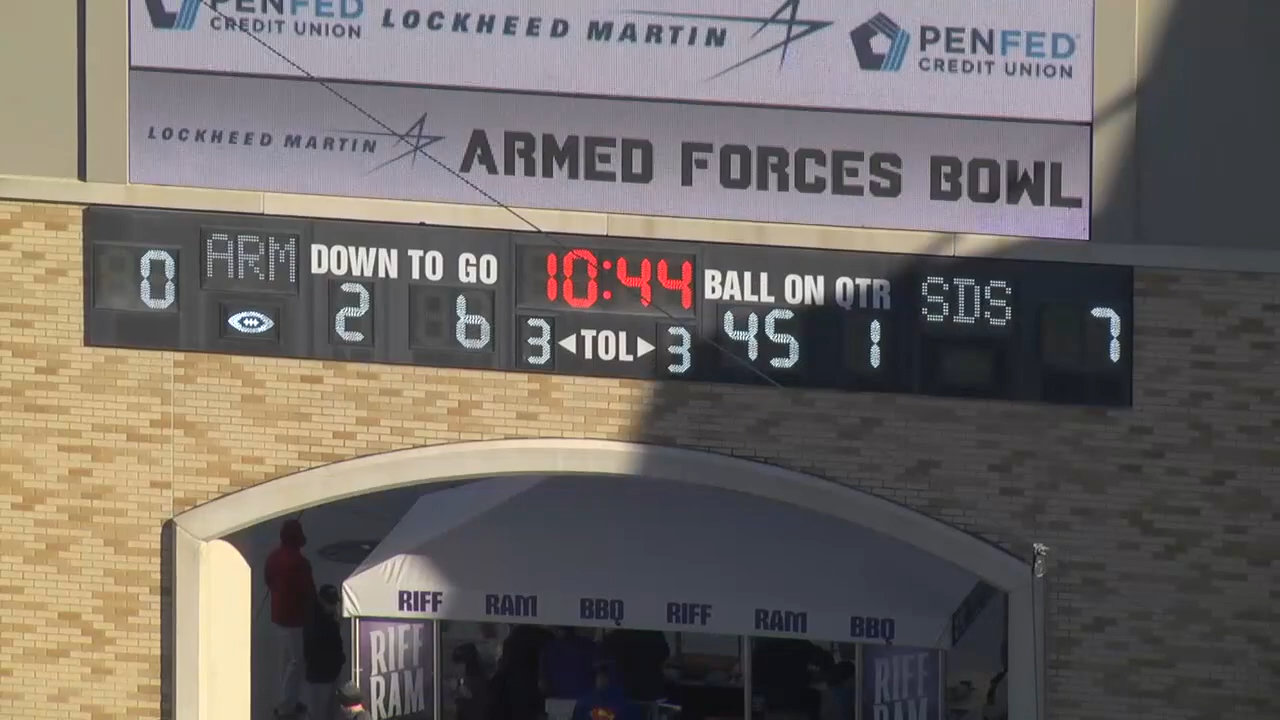 PENFED
CREDIT UNION
LOCKHEED MARTIN
PENFED
CREDIT UNION
LOCKHEED MARTIN
ARMED FORCES BOWL
0 ARM DOWN TO GO 10:44 BALL ON QTR SDS 7
2 6 3 ◄TOL► 3 45 1
RIFF RAM BBQ RIFF RAM BBQ
RIFF
RAM
RIFF
RAM